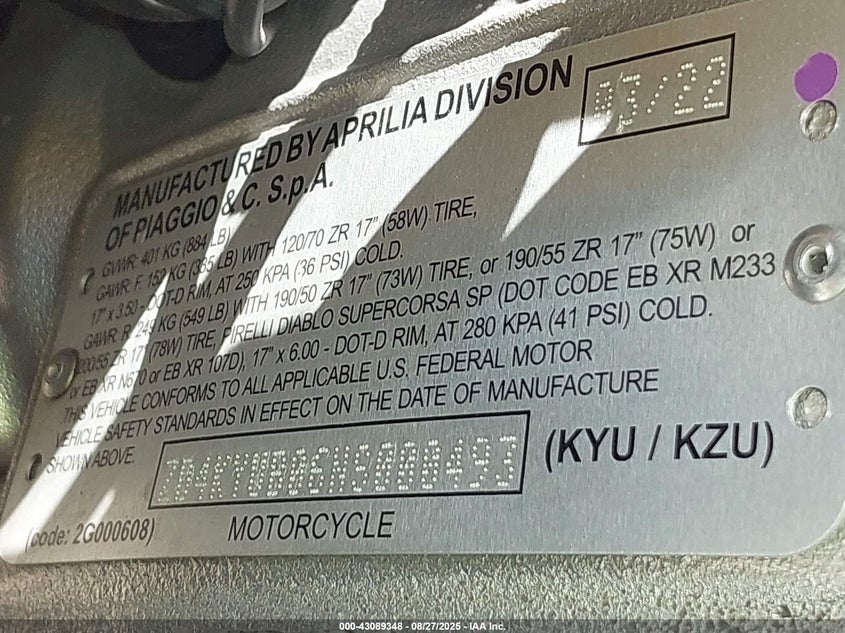 MANUFACTURED BY APRILIA DIVISION
OF PIAGGIO & C. S.p.A.
03/22
GVWR: 401 KG (884 LB)
GAWR: F. 152 KG (335 LB) WITH 120/70 ZR 17" (58W) TIRE,
17" x 3.50 - DOT-D RIM, AT 250 KPA (36 PSI) COLD.
GAWR: R. 249 KG (549 LB) WITH 190/50 ZR 17" (73W) TIRE, or 190/55 ZR 17" (75W) or
200/55 ZR 17" (78W) TIRE, PIRELLI DIABLO SUPERCORSA SP (DOT CODE EB XR M233
or EB XR N670 or EB XR 107D), 17" x 6.00 - DOT-D RIM, AT 280 KPA (41 PSI) COLD.
THIS VEHICLE CONFORMS TO ALL APPLICABLE U.S. FEDERAL MOTOR
VEHICLE SAFETY STANDARDS IN EFFECT ON THE DATE OF MANUFACTURE
SHOWN ABOVE.
(KYU / KZU)
(code: 2G000608)
MOTORCYCLE
000-43089348 - 08/27/2025 - IAA Inc.